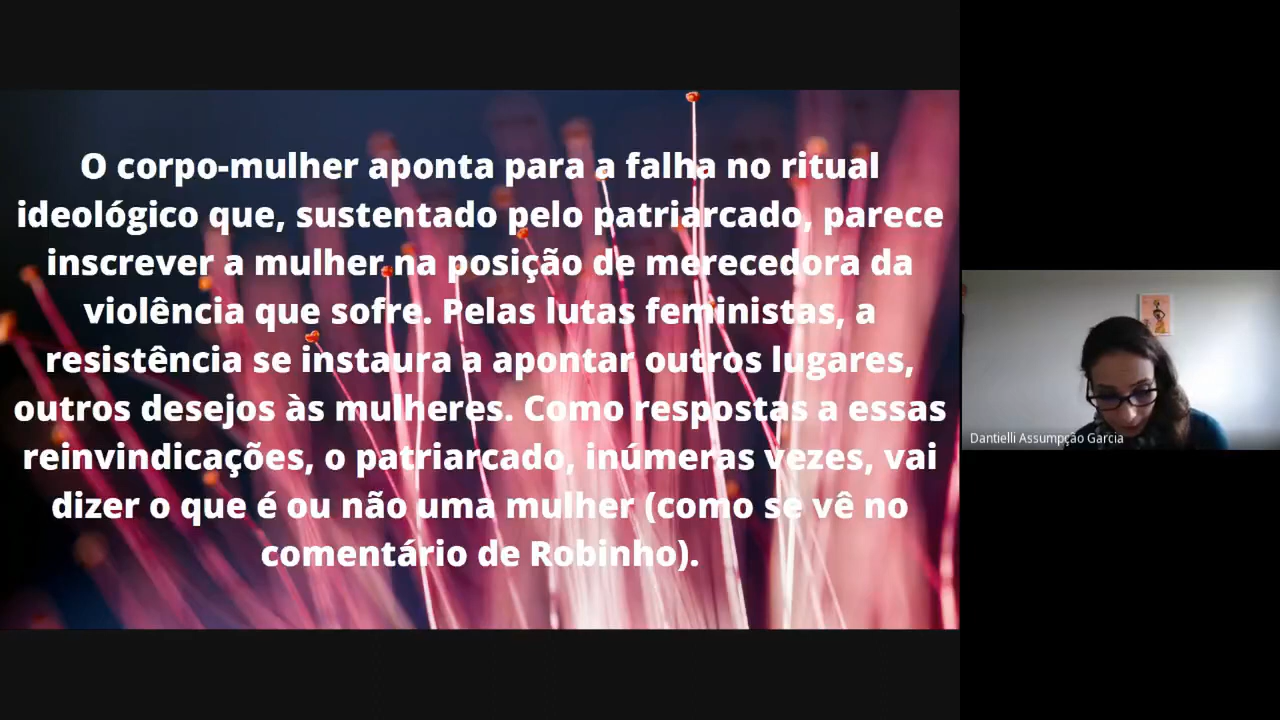 O corpo-mulher aponta para a falha no ritual
ideológico que, sustentado pelo patriarcado, parece
inscrever a mulher na posição de merecedora da
violência que sofre. Pelas lutas feministas, a
resistência se instaura a apontar outros lugares,
outros desejos às mulheres. Como respostas a essas
reinvindicações, o patriarcado, inúmeras vezes, vai
dizer o que é ou não uma mulher (como se vê no
comentário de Robinho).
Dantielli Assumpção Garcia